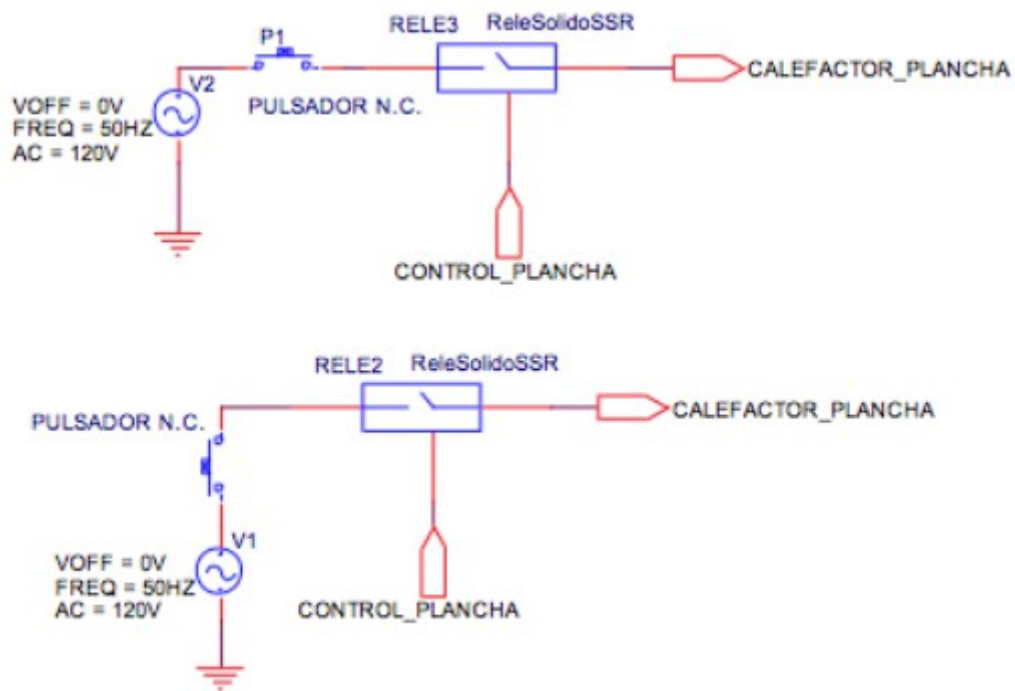 P1
RELE3
ReleSolidoSSR
V2
VOFF = 0V
FREQ = 50HZ
AC = 120V
PULSADOR N.C.
CALEFACTOR_PLANCHA
CONTROL_PLANCHA
RELE2
ReleSolidoSSR
PULSADOR N.C.
CALEFACTOR_PLANCHA
V1
VOFF = 0V
FREQ = 50HZ
AC = 120V
CONTROL_PLANCHA